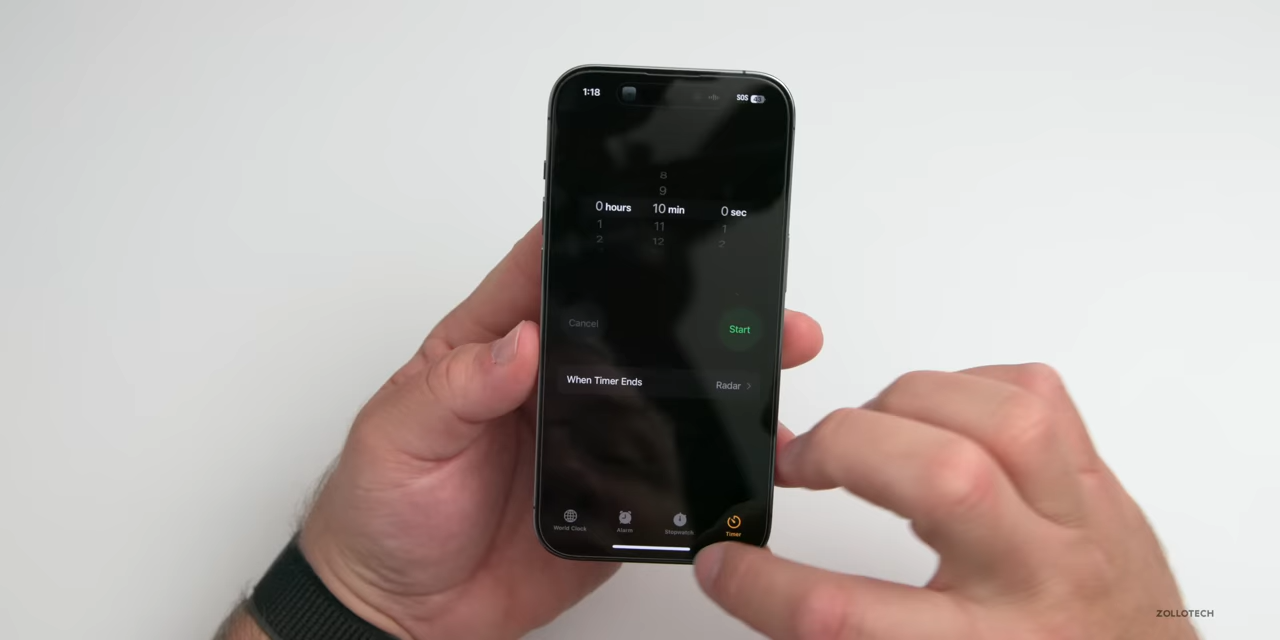 1:18
SOS
8
9
0 hours 10 min 0 sec
1 11 1
2 12 2
Cancel Start
When Timer Ends Radar
World Clock Alarm Stopwatch Timer
ZOLLOTECH